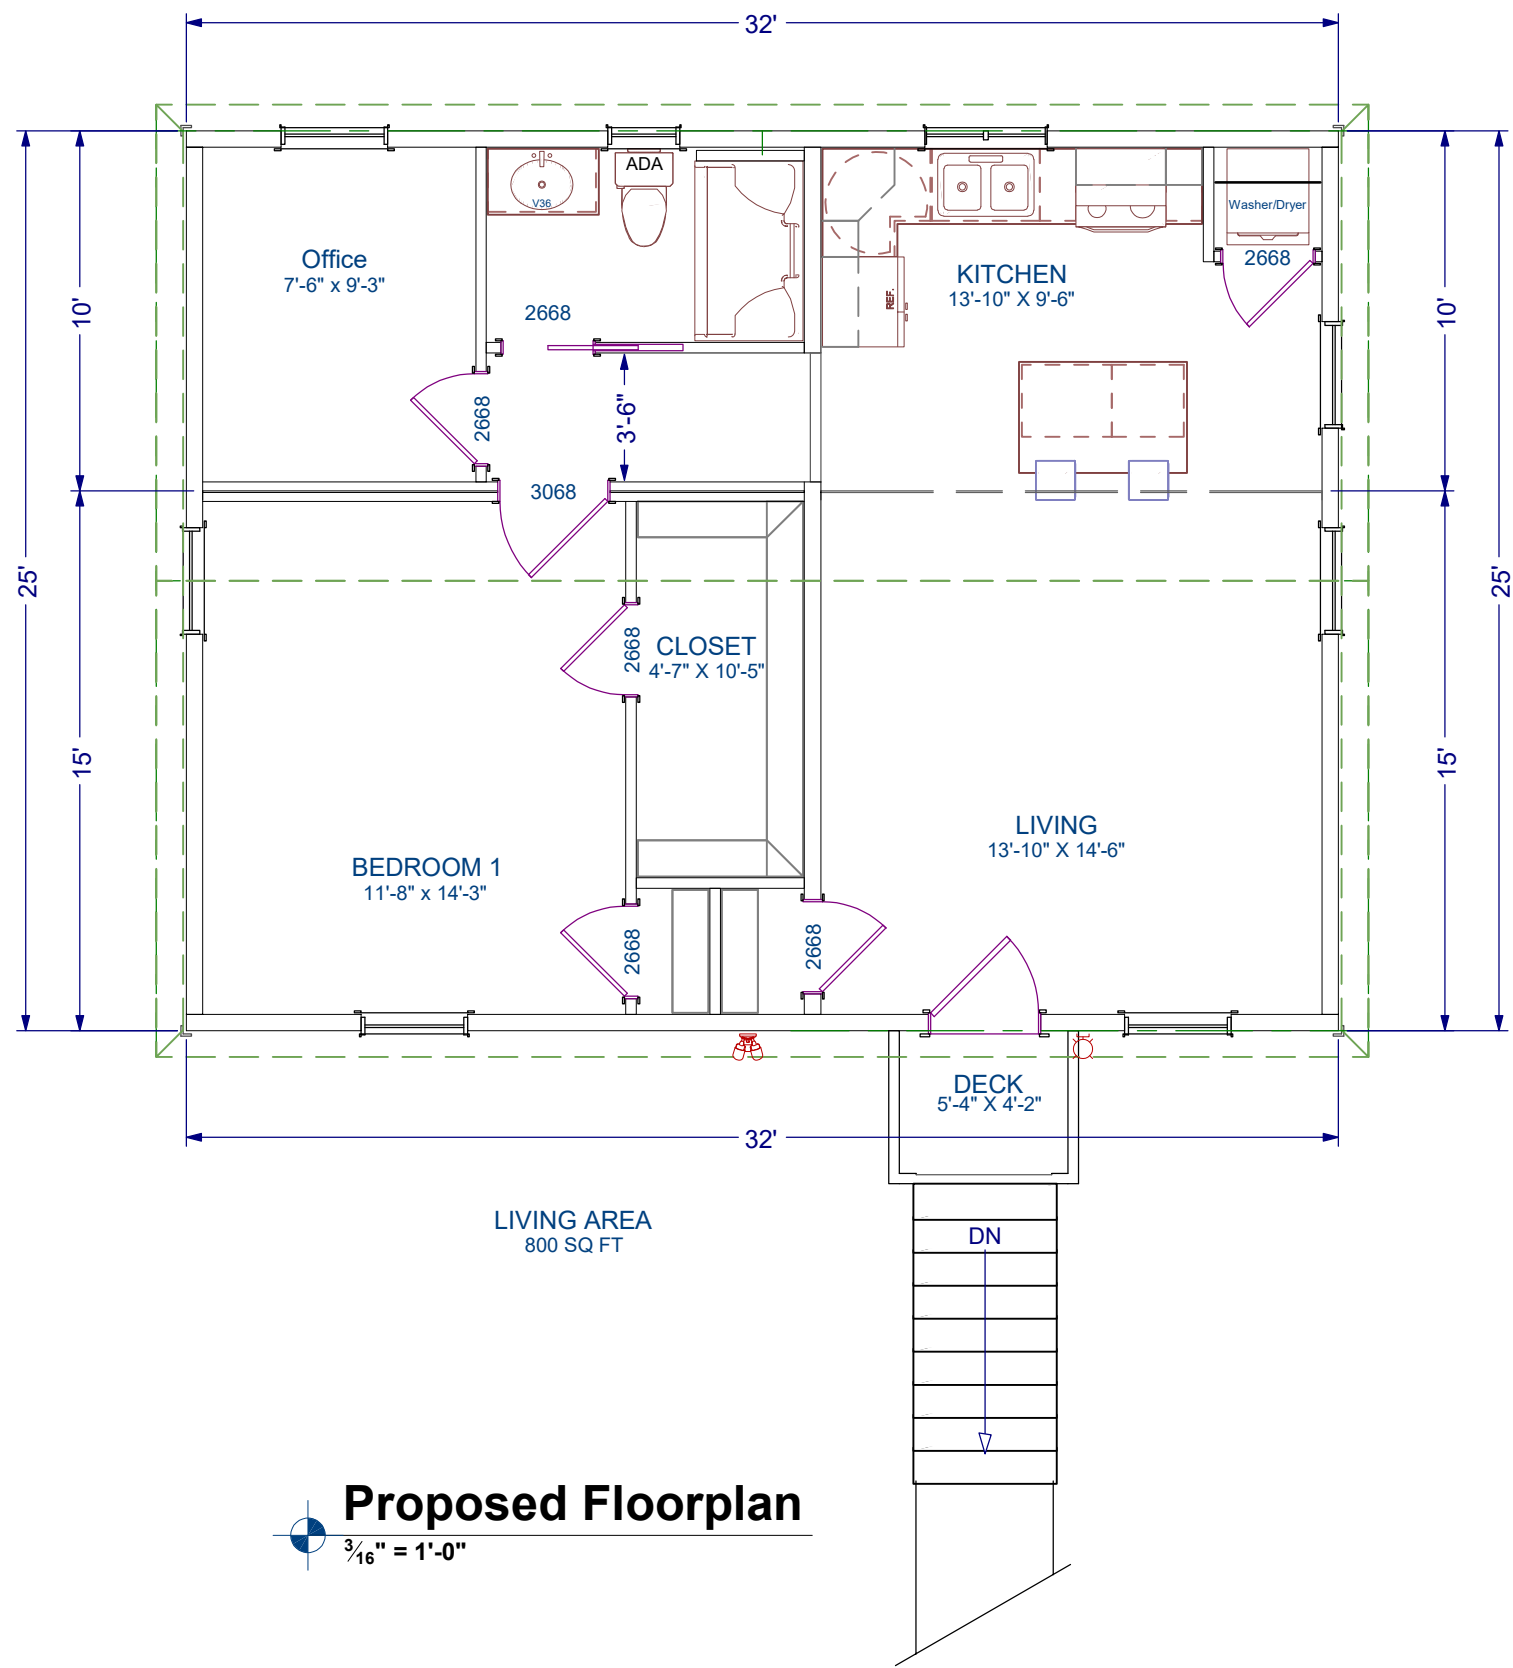 32'
ADA
V36
Washer/Dryer
Office
7'-6" x 9'-3"
2668
KITCHEN
13'-10" X 9'-6"
REF.
2668
10'
10'
2668
3'-6"
3068
25'
25'
CLOSET
4'-7" X 10'-5"
2668
15'
15'
LIVING
13'-10" X 14'-6"
BEDROOM 1
11'-8" x 14'-3"
2668
2668
DECK
5'-4" X 4'-2"
32'
LIVING AREA
800 SQ FT
DN
Proposed Floorplan
3⁄16" = 1'-0"